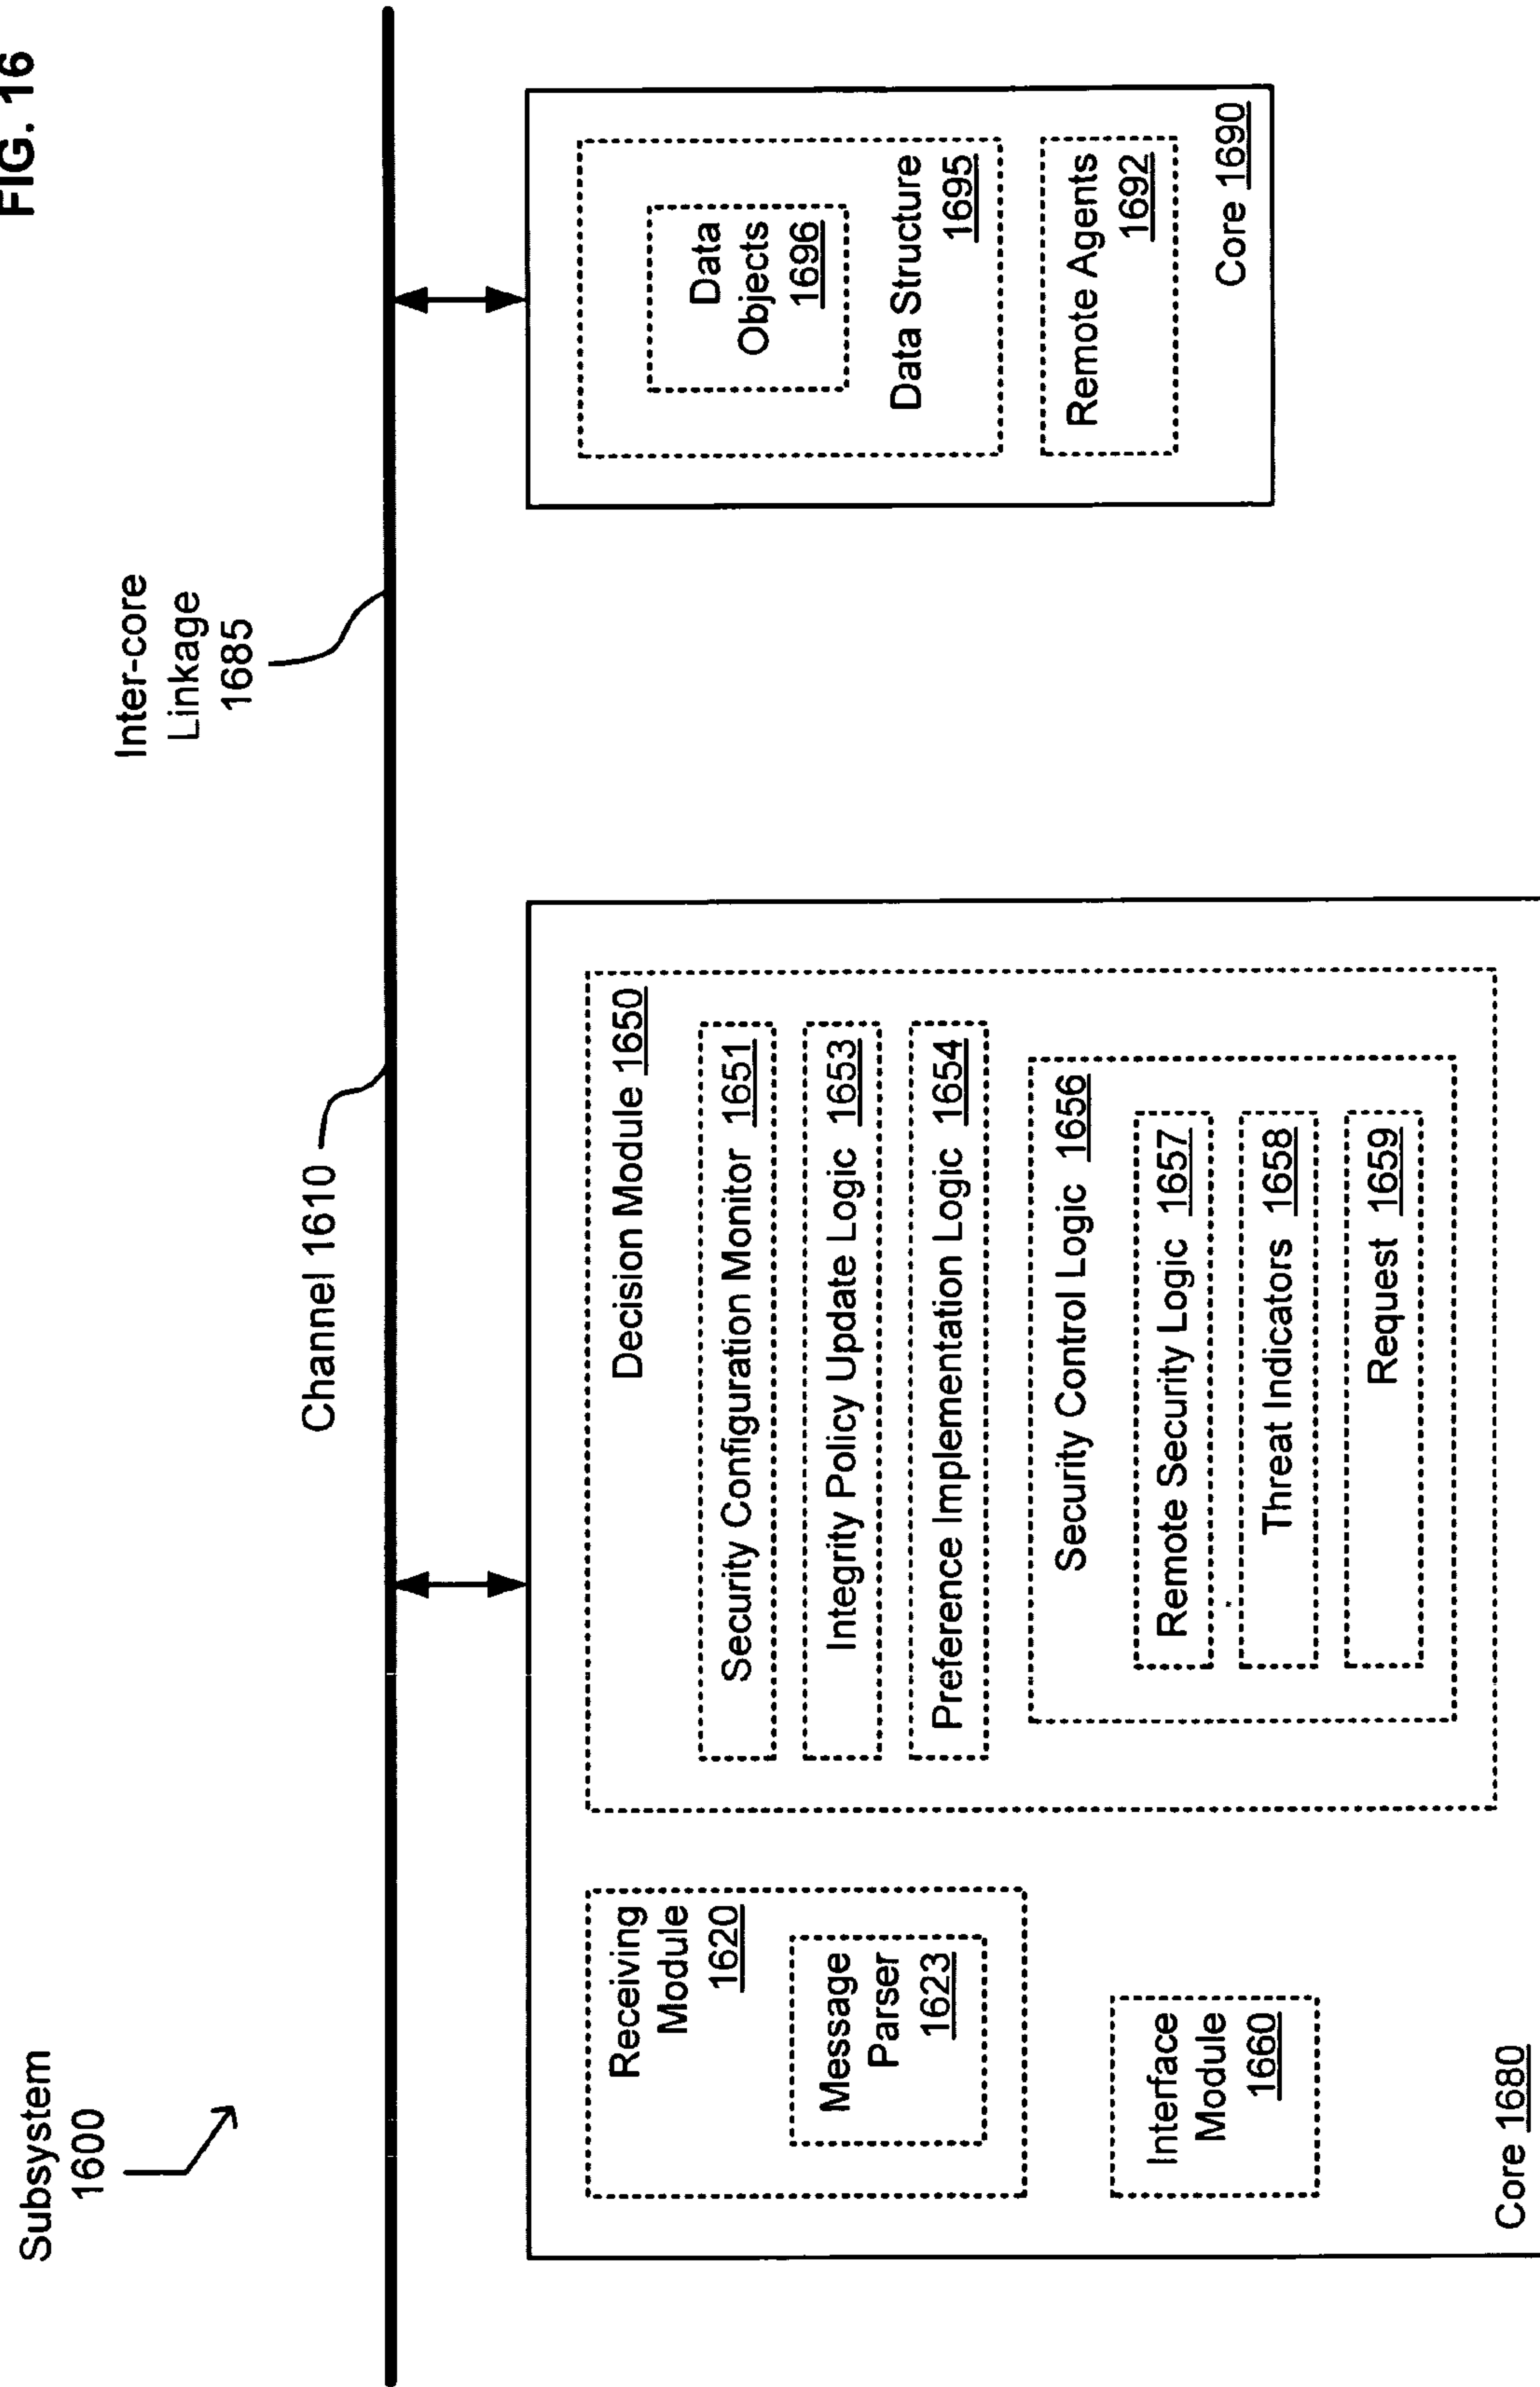 FIG. 16
Subsystem
1600
Inter-core
Linkage
1685
Channel 1610
Receiving
Module
1620
Message
Parser
1623
Interface
Module
1660
Core 1680
Decision Module 1650
Security Configuration Monitor 1651
Integrity Policy Update Logic 1653
Preference Implementation Logic 1654
Security Control Logic 1656
Remote Security Logic 1657
Threat Indicators 1658
Request 1659
Data
Objects
1696
Data Structure
1695
Remote Agents
1692
Core 1690